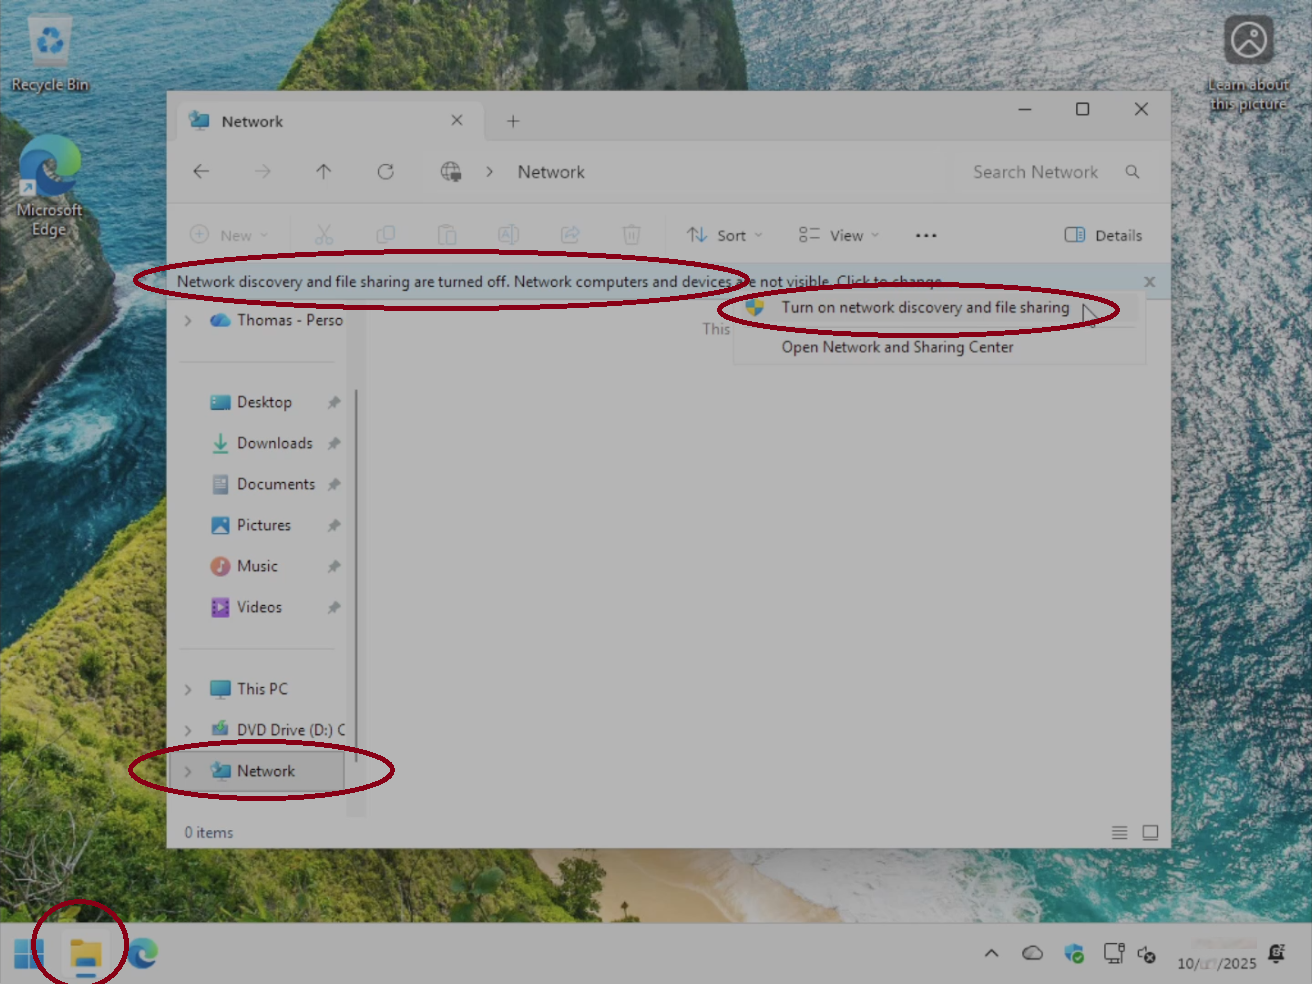 Recycle Bin
Learn about
this picture
Microsoft
Edge
Network
Network
Search Network
New
Sort
View
Details
Network discovery and file sharing are turned off. Network computers and devices are not visible. Click to change...
Thomas - Perso
This
Turn on network discovery and file sharing
Open Network and Sharing Center
Desktop
Downloads
Documents
Pictures
Music
Videos
This PC
DVD Drive (D:) C
Network
0 items
10/ /2025